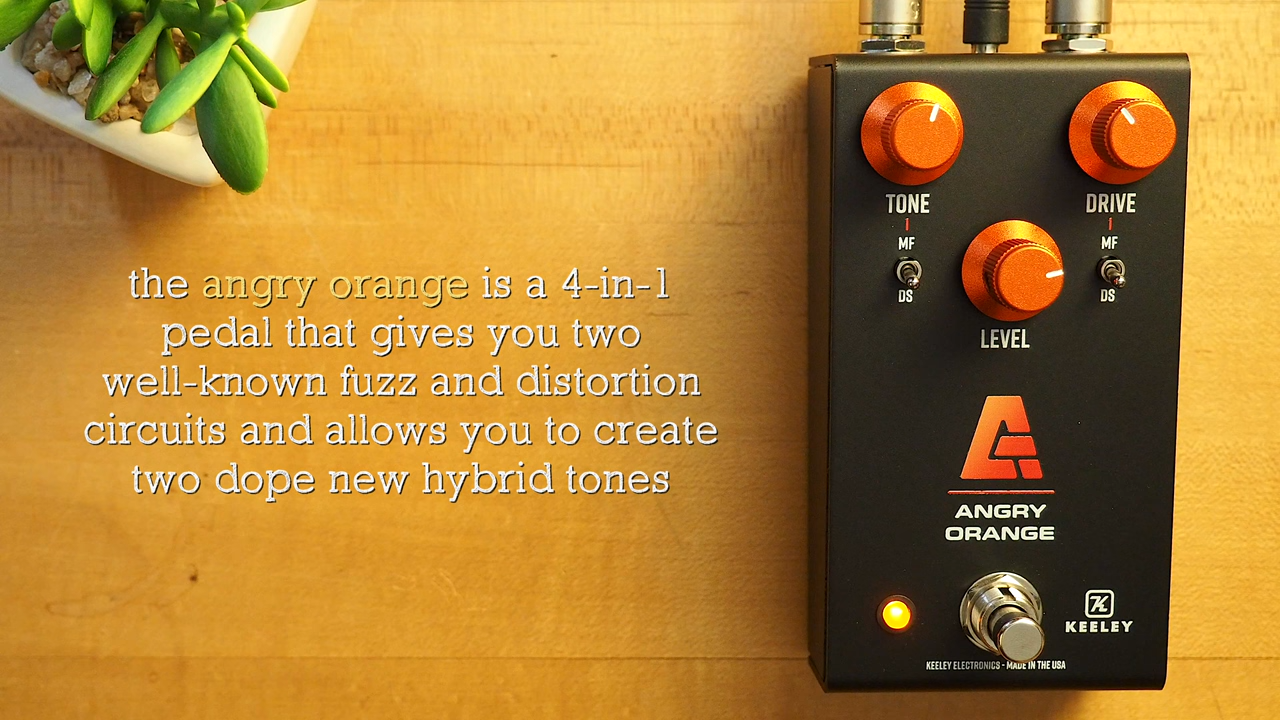 the angry orange is a 4-in-1
pedal that gives you two
well-known fuzz and distortion
circuits and allows you to create
two dope new hybrid tones
TONE
DRIVE
MF
MF
DS
DS
LEVEL
ANGRY
ORANGE
KEELEY
KEELEY ELECTRONICS - MADE IN THE USA